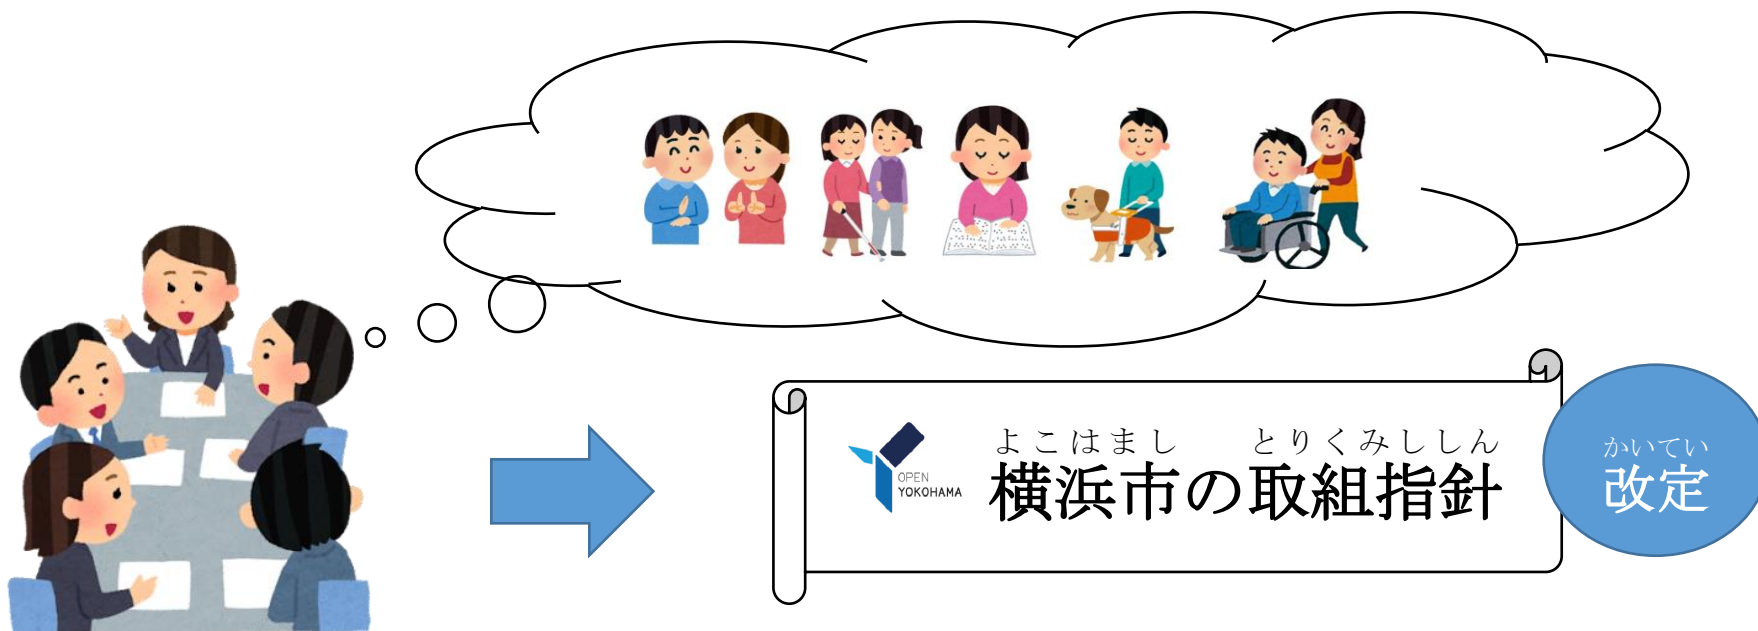 よこはまし とりくみししん
横浜市の取組指針
OPEN
YOKOHAMA
かいてい
改定